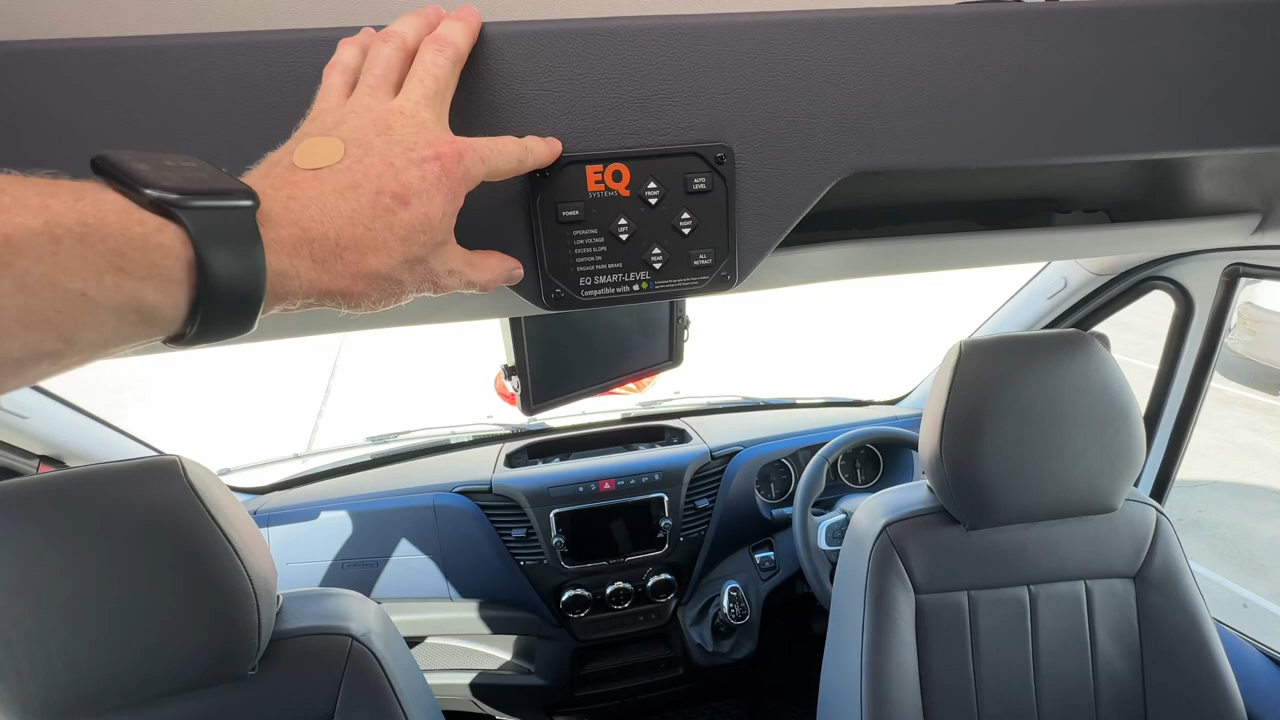 EQ
SYSTEMS
POWER
FRONT
AUTO
LEVEL
LEFT
RIGHT
REAR
ALL
RETRACT
OPERATING
LOW VOLTAGE
EXCESS SLOPE
IGNITION ON
ENGAGE PARK BRAKE
EQ SMART-LEVEL
Compatible with